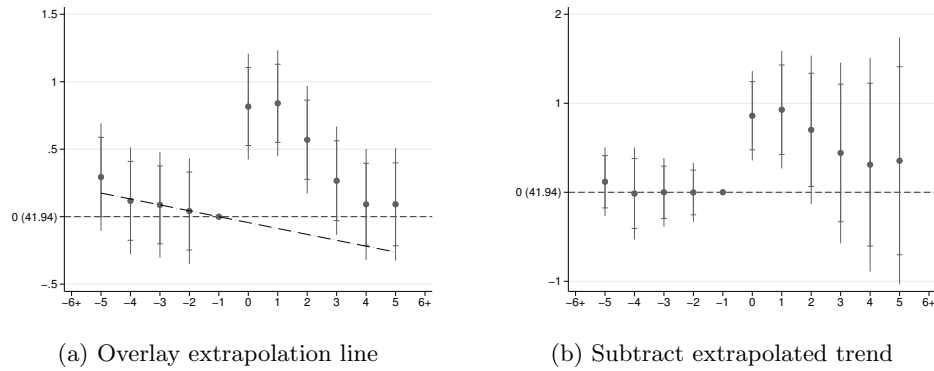 1.5
1
.5
0 (41.94)
−.5
−6+ −5 −4 −3 −2 −1 0 1 2 3 4 5 6+
(a) Overlay extrapolation line
2
1
0 (41.94)
−1
−6+ −5 −4 −3 −2 −1 0 1 2 3 4 5 6+
(b) Subtract extrapolated trend